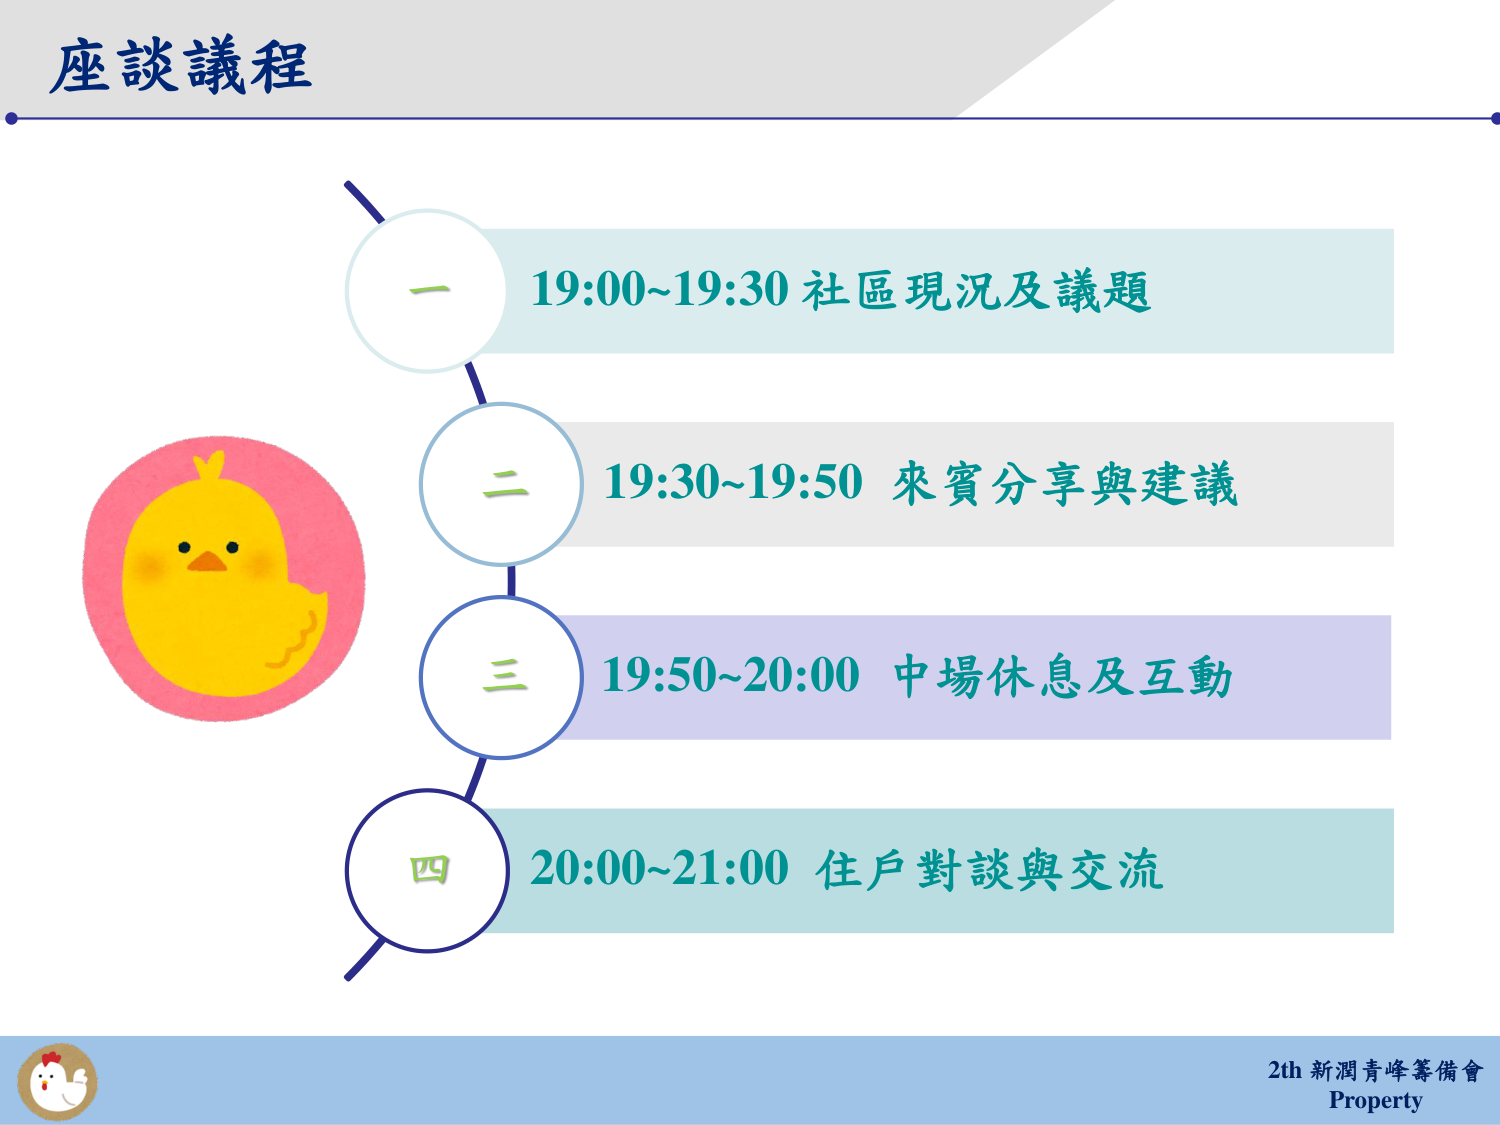 座談議程
一
19:00~19:30 社區現況及議題
二
19:30~19:50 來賓分享與建議
三
19:50~20:00 中場休息及互動
四
20:00~21:00 住戶對談與交流
2th 新潤青峰籌備會
Property